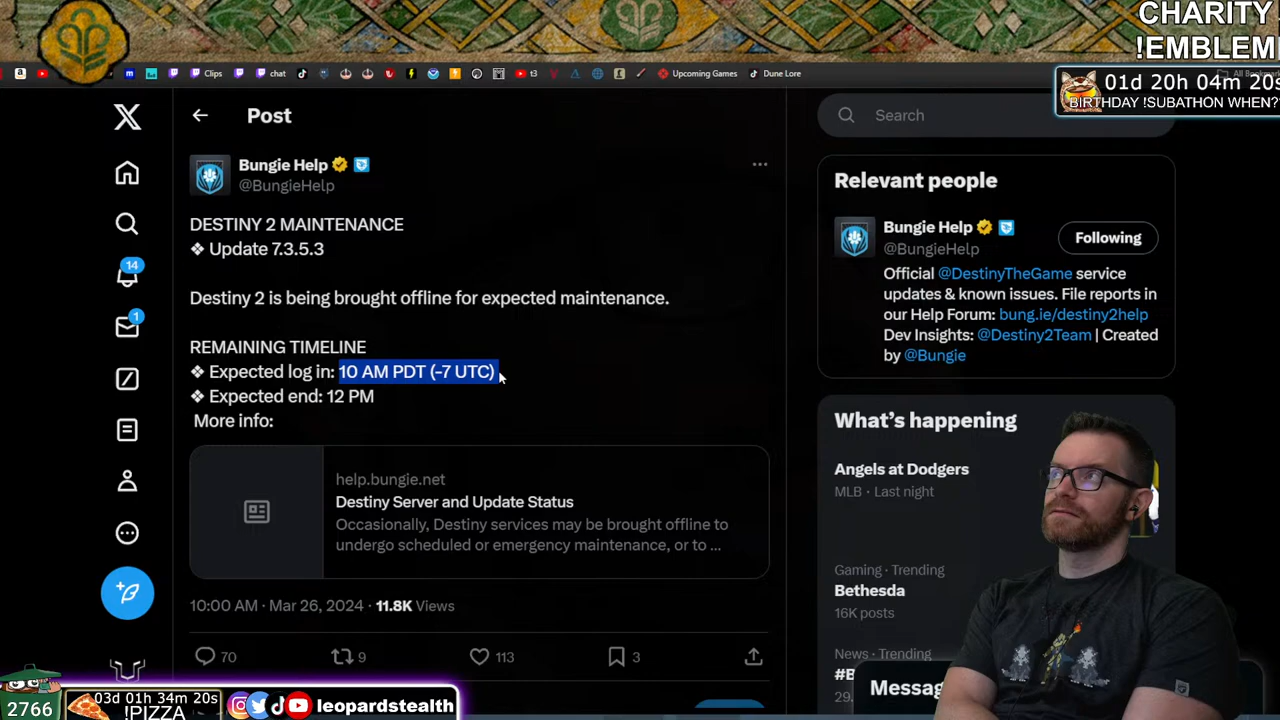 CHARITY
!EMBLEM
Clips
chat
t3
Upcoming Games
Dune Lore
All Bookmarks
01d 20h 04m 20s
BIRTHDAY !SUBATHON WHEN??
Post
Search
Bungie Help
@BungieHelp
DESTINY 2 MAINTENANCE
❖ Update 7.3.5.3
Destiny 2 is being brought offline for expected maintenance.
REMAINING TIMELINE
❖ Expected log in: 10 AM PDT (-7 UTC)
❖ Expected end: 12 PM
More info:
help.bungie.net
Destiny Server and Update Status
Occasionally, Destiny services may be brought offline to
undergo scheduled or emergency maintenance, or to ...
10:00 AM · Mar 26, 2024 · 11.8K Views
70
9
113
3
14
1
Relevant people
Bungie Help
@BungieHelp
Following
Official @DestinyTheGame service
updates & known issues. File reports in
our Help Forum: bung.ie/destiny2help
Dev Insights: @Destiny2Team | Created
by @Bungie
What's happening
Angels at Dodgers
MLB · Last night
Gaming · Trending
Bethesda
16K posts
News · Trending
#B
29.
Messag
2766
03d 01h 34m 20s
!PIZZA
leopardstealth